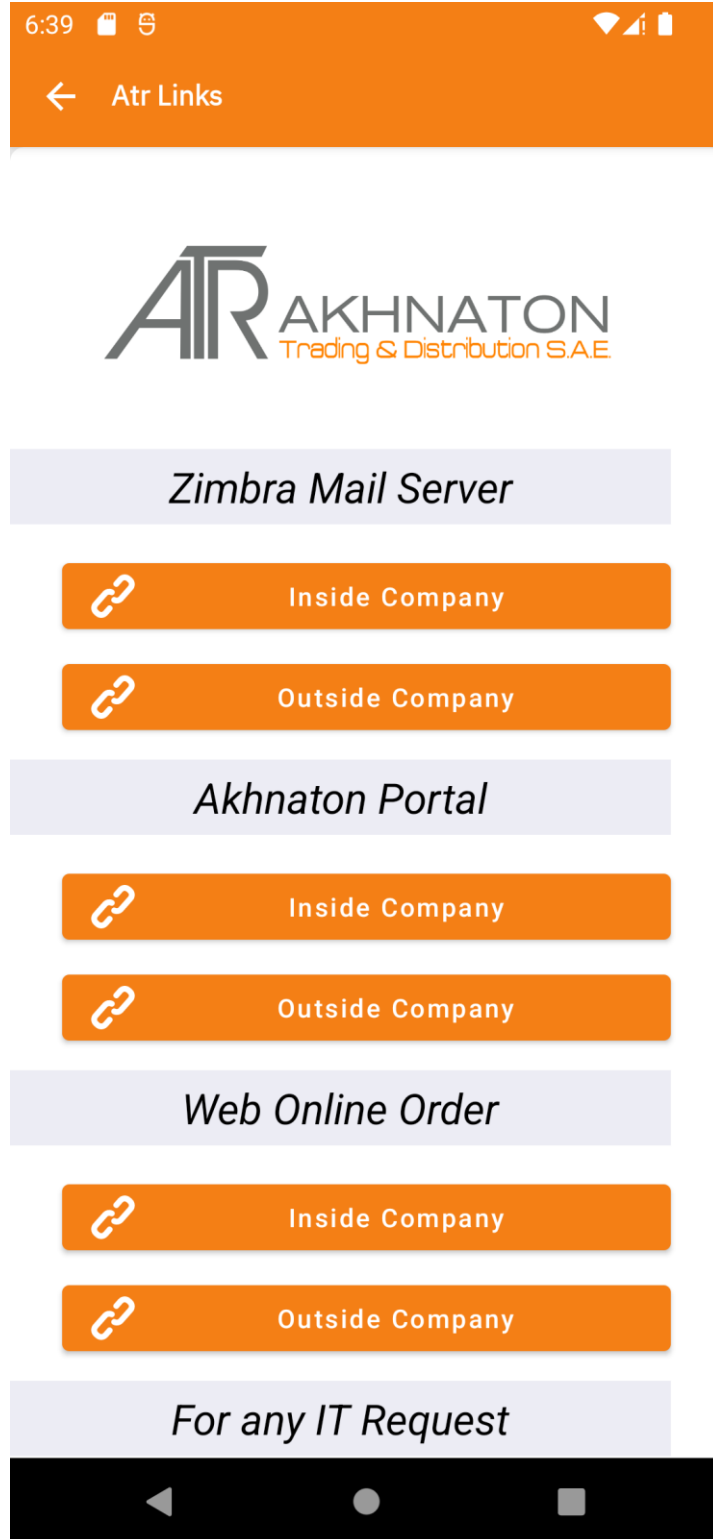 6:39
Atr Links
ATR AKHNATON
Trading & Distribution S.A.E.
Zimbra Mail Server
Inside Company
Outside Company
Akhnaton Portal
Inside Company
Outside Company
Web Online Order
Inside Company
Outside Company
For any IT Request